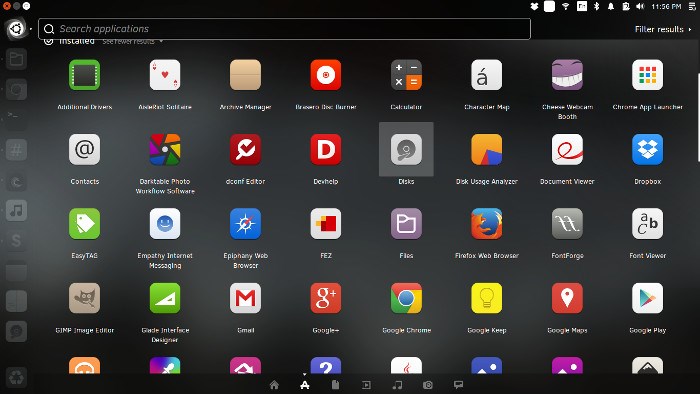 11:56 PM
Search applications
Filter results
Installed
See fewer results
Additional Drivers
AisleRiot Solitaire
Archive Manager
Brasero Disc Burner
Calculator
Character Map
Cheese Webcam
Booth
Chrome App Launcher
Contacts
Darktable Photo
Workflow Software
dconf Editor
Devhelp
Disks
Disk Usage Analyzer
Document Viewer
Dropbox
EasyTAG
Empathy Internet
Messaging
Epiphany Web
Browser
FEZ
Files
Firefox Web Browser
FontForge
Font Viewer
GIMP Image Editor
Glade Interface
Designer
Gmail
Google+
Google Chrome
Google Keep
Google Maps
Google Play